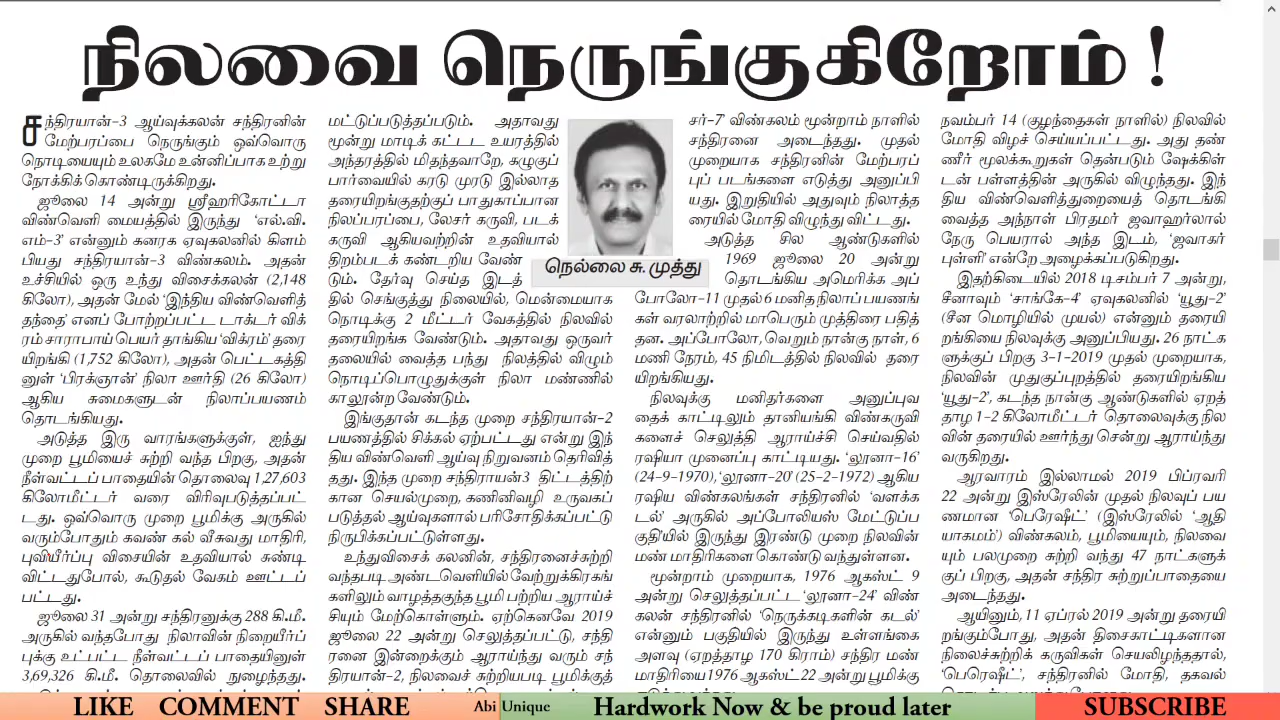 நிலவை நெருங்குகிறோம் !
சந்திரயான்-3 ஆய்வுக்கலன் சந்திரனின்
மேற்பரப்பை நெருங்கும் ஒவ்வொரு
நொடியையும் உலகமே உன்னிப்பாக உற்று
நோக்கிக் கொண்டிருக்கிறது.
ஜூலை 14 அன்று ஸ்ரீஹரிகோட்டா
விண்வெளி மையத்தில் இருந்து ‘எல்.வி.
எம்-3’ என்னும் கனரக ஏவுகலனில் கிளம்
பியது சந்திரயான்-3 விண்கலம். அதன்
உச்சியில் ஒரு உந்து விசைக்கலன் (2,148
கிலோ), அதன் மேல் ‘இந்திய விண்வெளித்
தந்தை’ எனப் போற்றப்பட்ட டாக்டர் விக்
ரம் சாராபாய் பெயர் தாங்கிய ‘விக்ரம்’ தரை
யிறங்கி (1,752 கிலோ), அதன் பெட்டகத்தி
னுள் ‘பிரக்ஞான்’ நிலா ஊர்தி (26 கிலோ)
ஆகிய சுமைகளுடன் நிலாப்பயணம்
தொடங்கியது.
அடுத்த இரு வாரங்களுக்குள், ஐந்து
முறை பூமியைச் சுற்றி வந்த பிறகு, அதன்
நீள்வட்டப் பாதையின் தொலைவு 1,27,603
கிலோமீட்டர் வரை விரிவுபடுத்தப்பட்
டது. ஒவ்வொரு முறை பூமிக்கு அருகில்
வரும்போதும் கவண் கல் வீசுவது மாதிரி,
புவியீர்ப்பு விசையின் உதவியால் சுண்டி
விட்டதுபோல், கூடுதல் வேகம் ஊட்டப்
பட்டது.
ஜூலை 31 அன்று சந்திரனுக்கு 288 கி.மீ.
அருகில் வந்தபோது நிலாவின் நிறையீர்ப்
புக்கு உட்பட்ட நீள்வட்டப் பாதையினுள்
3,69,326 கி.மீ. தொலைவில் நுழைந்தது.
மட்டுப்படுத்தப்படும். அதாவது
மூன்று மாடிக் கட்டட உயரத்தில்
அந்தரத்தில் மிதந்தவாறே, கழுகுப்
பார்வையில் கரடு முரடு இல்லாத
தரையிறங்குதற்குப் பாதுகாப்பான
நிலப்பரப்பை, லேசர் கருவி, படக்
கருவி ஆகியவற்றின் உதவியால்
திறம்படக் கண்டறிய வேண்
டும். தேர்வு செய்த இடத்
தில் செங்குத்து நிலையில், மென்மையாக
நொடிக்கு 2 மீட்டர் வேகத்தில் நிலவில்
தரையிறங்க வேண்டும். அதாவது ஒருவர்
தலையில் வைத்த பந்து நிலத்தில் விழும்
நொடிப்பொழுதுக்குள் நிலா மண்ணில்
காலூன்ற வேண்டும்.
இங்குதான் கடந்த முறை சந்திரயான்-2
பயணத்தில் சிக்கல் ஏற்பட்டது என்று இந்
திய விண்வெளி ஆய்வு நிறுவனம் தெரிவித்
தது. இந்த முறை சந்திராயன்3 திட்டத்திற்
கான செயல்முறை, கணினிவழி உருவகப்
படுத்தல் ஆய்வுகளால் பரிசோதிக்கப்பட்டு
நிருபிக்கப்பட்டுள்ளது.
உந்துவிசைக் கலனின், சந்திரனைச்சுற்றி
வந்தபடி அண்டவெளியில் வேற்றுக்கிரகங்
களிலும் வாழத்தகுந்த பூமி பற்றிய ஆராய்ச்
சியும் மேற்கொள்ளும். ஏற்கெனவே 2019
ஜூலை 22 அன்று செலுத்தப்பட்டு, சந்தி
ரனை இன்றைக்கும் ஆராய்ந்து வரும் சந்
திரயான்-2, நிலவைச் சுற்றியபடி பூமிக்குத்
நெல்லை சு. முத்து
சர்-7’ விண்கலம் மூன்றாம் நாளில்
சந்திரனை அடைந்தது. முதல்
முறையாக சந்திரனின் மேற்பரப்
புப் படங்களை எடுத்து அனுப்பி
யது. இறுதியில் அதுவும் நிலாத்த
ரையில் மோதி விழுந்து விட்டது.
அடுத்த சில ஆண்டுகளில்
1969 ஜூலை 20 அன்று
தொடங்கிய அமெரிக்க அப்
போலோ-11 முதல் 6 மனித நிலாப் பயணங்
கள் வரலாற்றில் மாபெரும் முத்திரை பதித்
தன. அப்போலோ, வெறும் நான்கு நாள், 6
மணி நேரம், 45 நிமிடத்தில் நிலவில் தரை
யிறங்கியது.
நிலவுக்கு மனிதர்களை அனுப்புவ
தைக் காட்டிலும் தானியங்கி விண்கருவி
களைச் செலுத்தி ஆராய்ச்சி செய்வதில்
ரஷியா முனைப்பு காட்டியது. ‘லூனா-16’
(24-9-1970), ‘லூனா-20’ (25-2-1972) ஆகிய
ரஷிய விண்கலங்கள் சந்திரனில் ‘வளக்க
டல்’ அருகில் அப்போலியஸ் மேட்டுப்ப
குதியில் இருந்து இரண்டு முறை நிலவின்
மண் மாதிரிகளை கொண்டு வந்துள்ளன.
மூன்றாம் முறையாக, 1976 ஆகஸ்ட் 9
அன்று செலுத்தப்பட்ட ‘லூனா-24’ விண்
கலன் சந்திரனில் ‘நெருக்கடிகளின் கடல்’
என்னும் பகுதியில் இருந்து உள்ளங்கை
அளவு (ஏறத்தாழ 170 கிராம்) சந்திர மண்
மாதிரியை 1976 ஆகஸ்ட் 22 அன்று பூமிக்கு
நவம்பர் 14 (குழந்தைகள் நாளில்) நிலவில்
மோதி விழச் செய்யப்பட்டது. அது தண்
ணீர் மூலக்கூறுகள் தென்படும் ஷேக்கிள்
டன் பள்ளத்தின் அருகில் விழுந்தது. இந்
திய விண்வெளித்துறையைத் தொடங்கி
வைத்த அந்நாள் பிரதமர் ஜவாஹர்லால்
நேரு பெயரால் அந்த இடம், ‘ஜவாகர்
புள்ளி’ என்றே அழைக்கப்படுகிறது.
இதற்கிடையில் 2018 டிசம்பர் 7 அன்று,
சீனாவும் ‘சாங்கே-4’ ஏவுகலனில் ‘யூது-2’
(சீன மொழியில் முயல்) என்னும் தரையி
றங்கியை நிலவுக்கு அனுப்பியது. 26 நாட்க
ளுக்குப் பிறகு 3-1-2019 முதல் முறையாக,
நிலவின் முதுகுப்புறத்தில் தரையிறங்கிய
‘யூது-2’, கடந்த நான்கு ஆண்டுகளில் ஏறத்
தாழ 1-2 கிலோமீட்டர் தொலைவுக்கு நில
வின் தரையில் ஊர்ந்து சென்று ஆராய்ந்து
வருகிறது.
ஆரவாரம் இல்லாமல் 2019 பிப்ரவரி
22 அன்று இஸ்ரேலின் முதல் நிலவுப் பய
ணமான ‘பெரேஷீட்’ (இஸ்ரேலில் ‘ஆதி
யாகமம்’) விண்கலம், பூமியையும், நிலவை
யும் பலமுறை சுற்றி வந்து 47 நாட்களுக்
குப் பிறகு, அதன் சந்திர சுற்றுப்பாதையை
அடைந்தது.
ஆயினும், 11 ஏப்ரல் 2019 அன்று தரையி
றங்கும்போது, அதன் திசைகாட்டிகளான
நிலைச்சுற்றிக் கருவிகள் செயலிழந்ததால்,
‘பெரெஷீட்’, சந்திரனில் மோதி, தகவல்
LIKE COMMENT SHARE
Abi Unique
Hardwork Now & be proud later
SUBSCRIBE